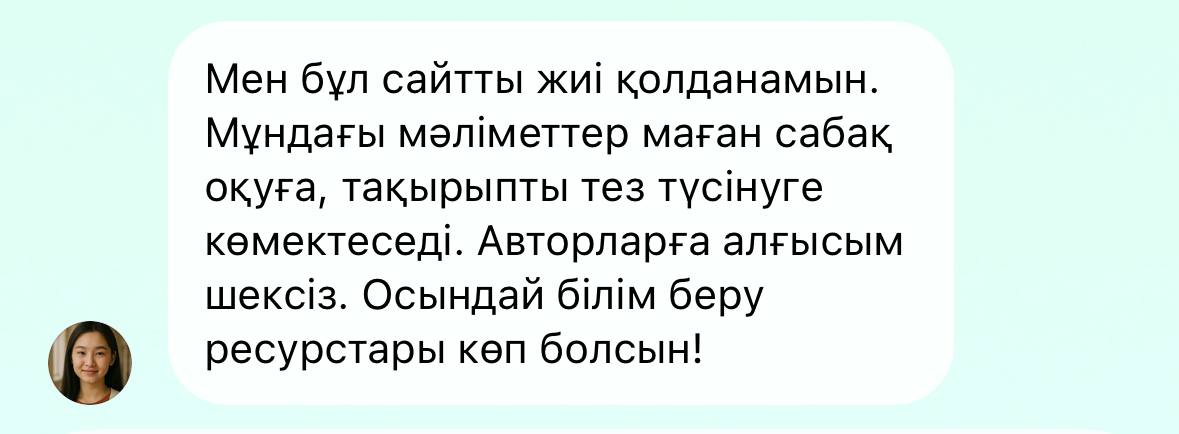 Мен бұл сайтты жиі қолданамын.
Мұндағы мәліметтер маған сабақ
оқуға, тақырыпты тез түсінуге
көмектеседі. Авторларға алғысым
шексіз. Осындай білім беру
ресурстары көп болсын!